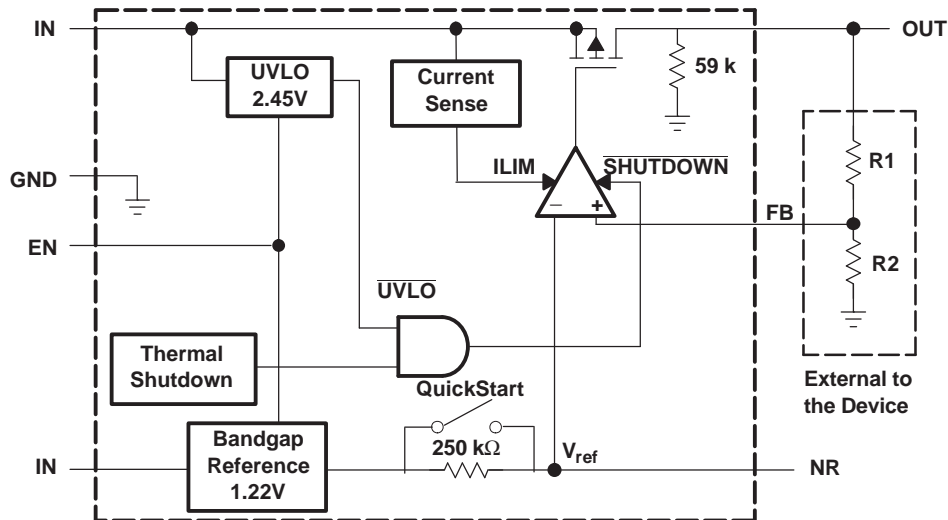 IN
OUT
UVLO
2.45V
Current
Sense
59 k
GND
ILIM
SHUTDOWN
R1
−
+
FB
EN
R2
UVLO
Thermal
Shutdown
QuickStart
External to
the Device
IN
Bandgap
Reference
1.22V
250 kΩ
Vref
NR